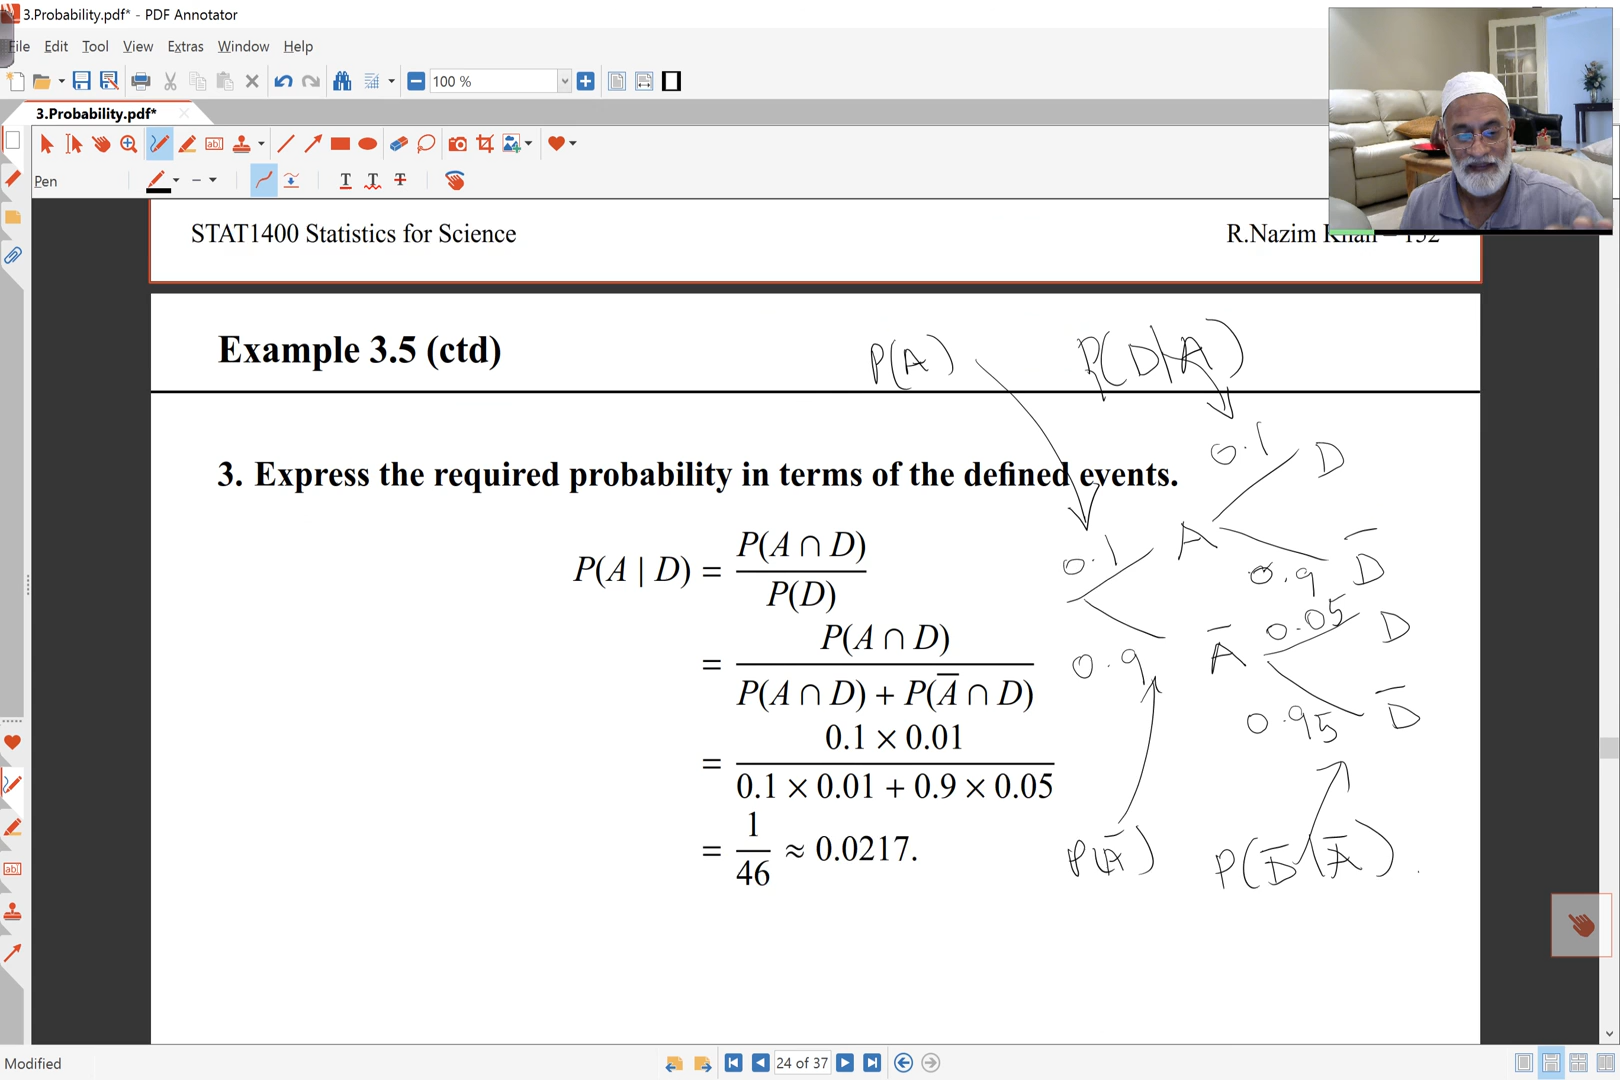 3.Probability.pdf* - PDF Annotator
File Edit Tool View Extras Window Help
100 %
3.Probability.pdf*
Pen
STAT1400 Statistics for Science R.Nazim Khan – 152
Example 3.5 (ctd)
P(A) P(D|A)
3. Express the required probability in terms of the defined events.
P(A | D) = P(A ∩ D) / P(D)
= P(A ∩ D) / P(A ∩ D) + P(A̅ ∩ D)
= 0.1 × 0.01 / 0.1 × 0.01 + 0.9 × 0.05
= 1 / 46 ≈ 0.0217.
0.1 D
0.1 A
0.9 D̅
0.05 D
0.9 A̅
0.95 D̅
P(A̅) P(D̅|A̅).
Modified 24 of 37